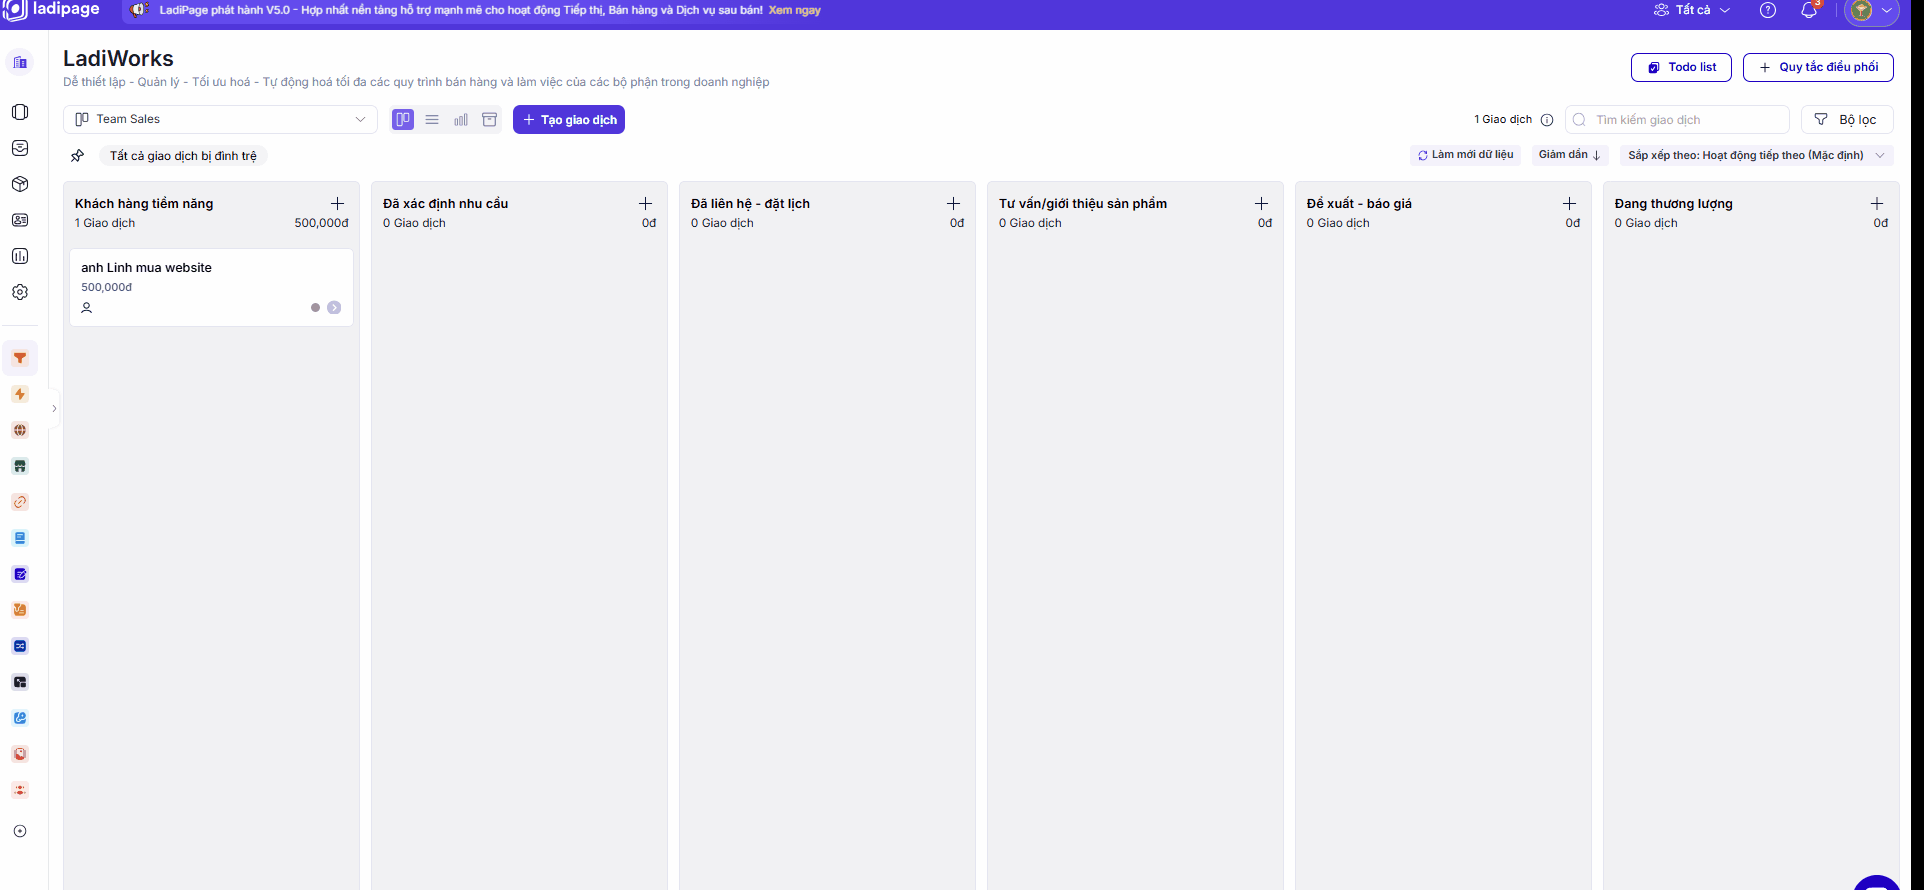 ladipage
LadiPage phát hành V5.0 - Hợp nhất nền tảng hỗ trợ mạnh mẽ cho hoạt động Tiếp thị, Bán hàng và Dịch vụ sau bán! Xem ngay
Tất cả
3
LadiWorks
Dễ thiết lập - Quản lý - Tối ưu hoá - Tự động hoá tối đa các quy trình bán hàng và làm việc của các bộ phận trong doanh nghiệp
Todo list
Quy tắc điều phối
Team Sales
Tạo giao dịch
1 Giao dịch
Tìm kiếm giao dịch
Bộ lọc
Tất cả giao dịch bị đình trệ
Làm mới dữ liệu
Giảm dần ↓
Sắp xếp theo: Hoạt động tiếp theo (Mặc định)
Khách hàng tiềm năng
1 Giao dịch 500,000đ
anh Linh mua website
500,000đ
Đã xác định nhu cầu
0 Giao dịch 0đ
Đã liên hệ - đặt lịch
0 Giao dịch 0đ
Tư vấn/giới thiệu sản phẩm
0 Giao dịch 0đ
Đề xuất - báo giá
0 Giao dịch 0đ
Đang thương lượng
0 Giao dịch 0đ